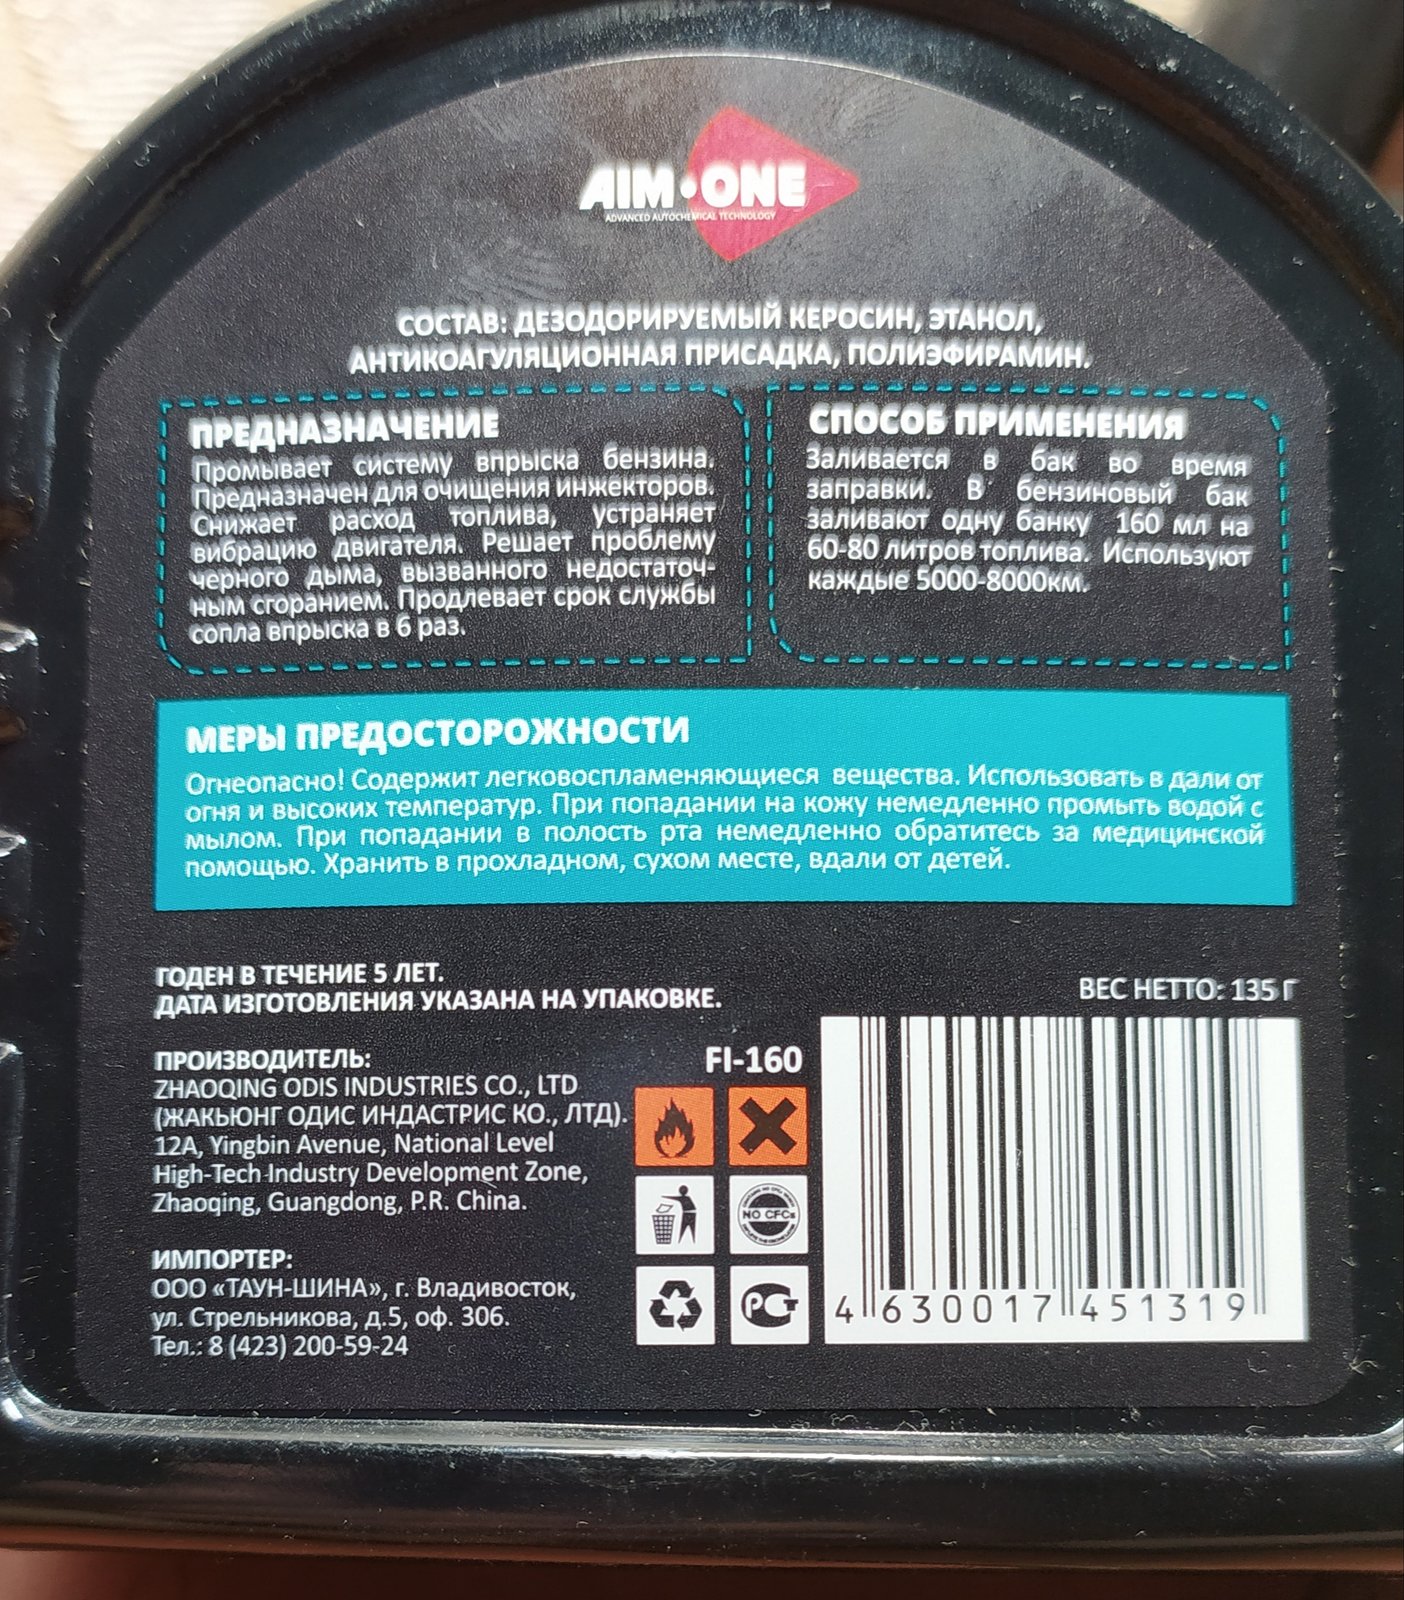 AIM•ONE
ADVANCED AUTOCHEMICAL TECHNOLOGY
СОСТАВ: ДЕЗОДОРИРУЕМЫЙ КЕРОСИН, ЭТАНОЛ,
АНТИКОАГУЛЯЦИОННАЯ ПРИСАДКА, ПОЛИЭФИРАМИН.
ПРЕДНАЗНАЧЕНИЕ
Промывает систему впрыска бензина.
Предназначен для очищения инжекторов.
Снижает расход топлива, устраняет
вибрацию двигателя. Решает проблему
черного дыма, вызванного недостаточ-
ным сгоранием. Продлевает срок службы
сопла впрыска в 6 раз.
СПОСОБ ПРИМЕНЕНИЯ
Заливается в бак во время
заправки. В бензиновый бак
заливают одну банку 160 мл на
60-80 литров топлива. Используют
каждые 5000-8000км.
МЕРЫ ПРЕДОСТОРОЖНОСТИ
Огнеопасно! Содержит легковоспламеняющиеся вещества. Использовать в дали от
огня и высоких температур. При попадании на кожу немедленно промыть водой с
мылом. При попадании в полость рта немедленно обратитесь за медицинской
помощью. Хранить в прохладном, сухом месте, вдали от детей.
ГОДЕН В ТЕЧЕНИЕ 5 ЛЕТ.
ДАТА ИЗГОТОВЛЕНИЯ УКАЗАНА НА УПАКОВКЕ.
ВЕС НЕТТО: 135 Г
ПРОИЗВОДИТЕЛЬ:
ZHAOQING ODIS INDUSTRIES CO., LTD
(ЖАКЬЮНГ ОДИС ИНДАСТРИС КО., ЛТД).
12A, Yingbin Avenue, National Level
High-Tech Industry Development Zone,
Zhaoqing, Guangdong, P.R. China.
ИМПОРТЕР:
ООО «ТАУН-ШИНА», г. Владивосток,
ул. Стрельникова, д.5, оф. 306.
Тел.: 8 (423) 200-59-24
FI-160
NO CFCs
РСТ
4 630017 451319